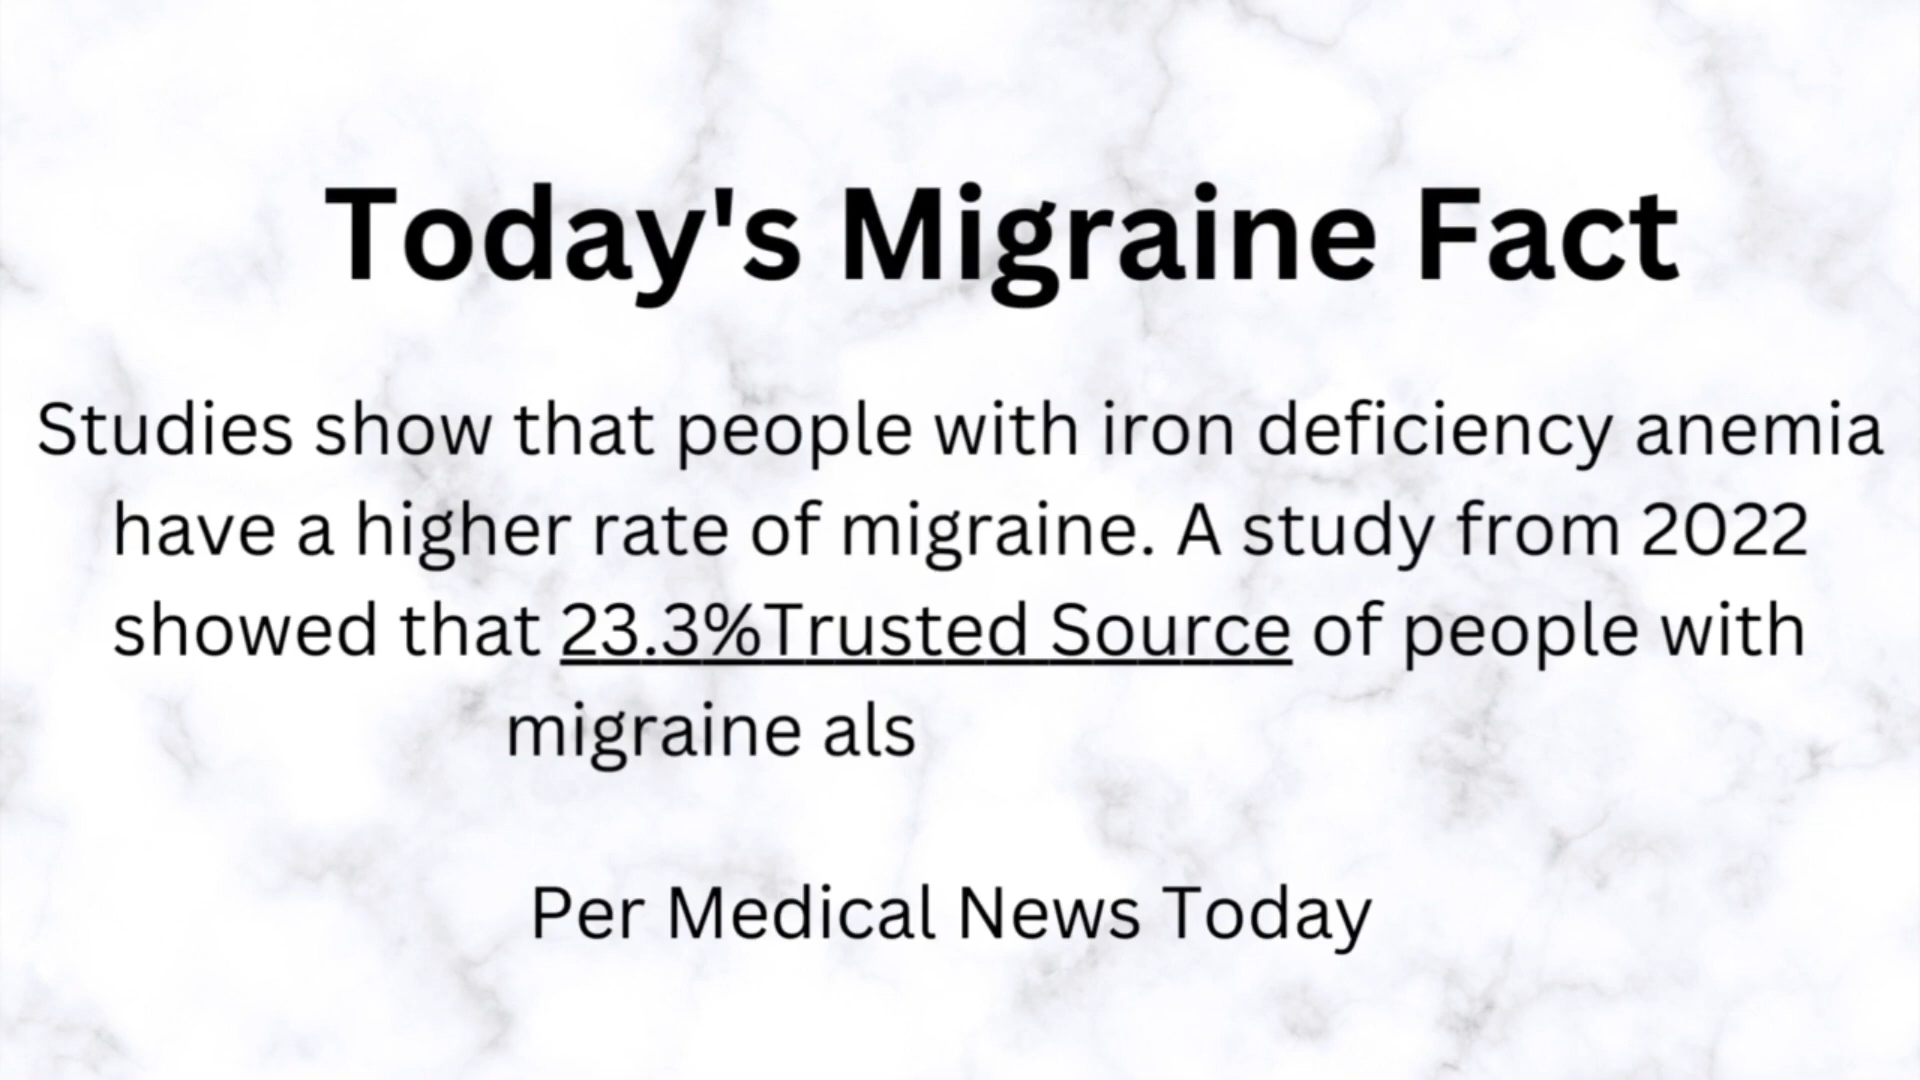 Today's Migraine Fact
Studies show that people with iron deficiency anemia
have a higher rate of migraine. A study from 2022
showed that 23.3%Trusted Source of people with
migraine als
Per Medical News Today